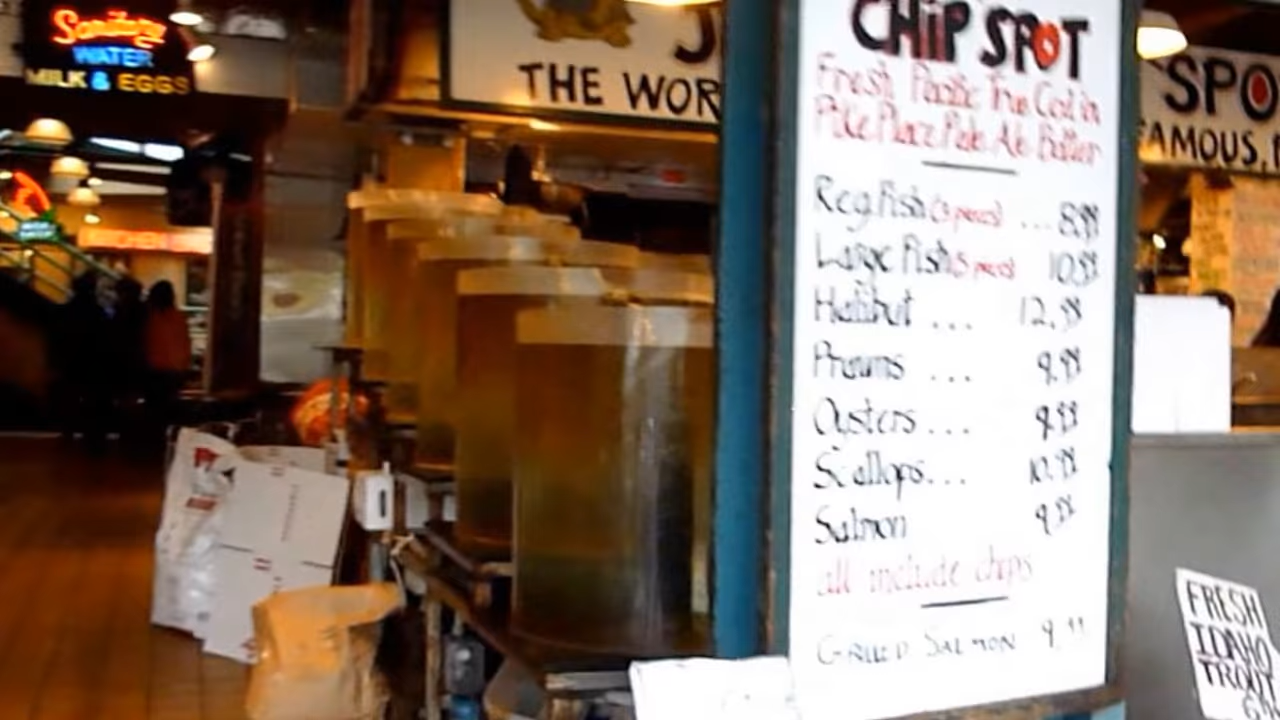 Sanitary
WATER
MILK & EGGS
THE WOR
CHIP SPOT
Fresh Pacific True Cod in
Pike Place Pale Ale Batter
Reg. Fish (3 pieces) ... 8.99
Large Fish (5 pieces) 10.99
Halibut ... 12.99
Prawns ... 9.99
Oysters ... 9.99
Scallops ... 10.99
Salmon 9.99
all include chips
GRILLED SALMON 9.99
SPO
FAMOUS,
FRESH
IDAHO
TROUT